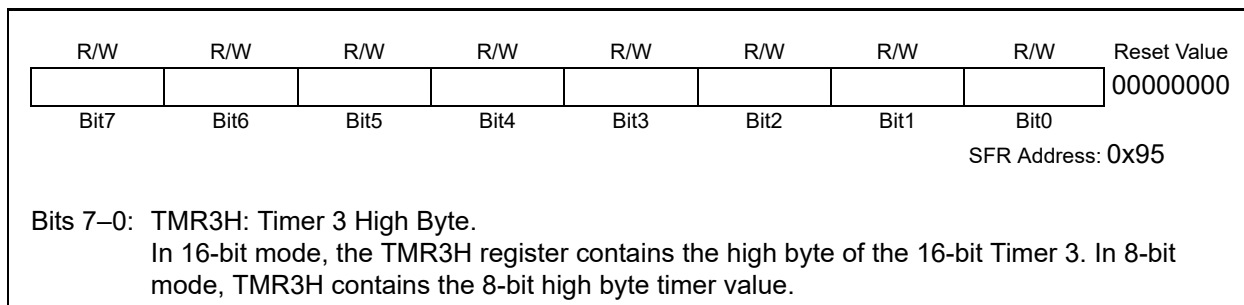 R/W R/W R/W R/W R/W R/W R/W R/W Reset Value
00000000
Bit7 Bit6 Bit5 Bit4 Bit3 Bit2 Bit1 Bit0
SFR Address: 0x95
Bits 7–0: TMR3H: Timer 3 High Byte.
In 16-bit mode, the TMR3H register contains the high byte of the 16-bit Timer 3. In 8-bit
mode, TMR3H contains the 8-bit high byte timer value.